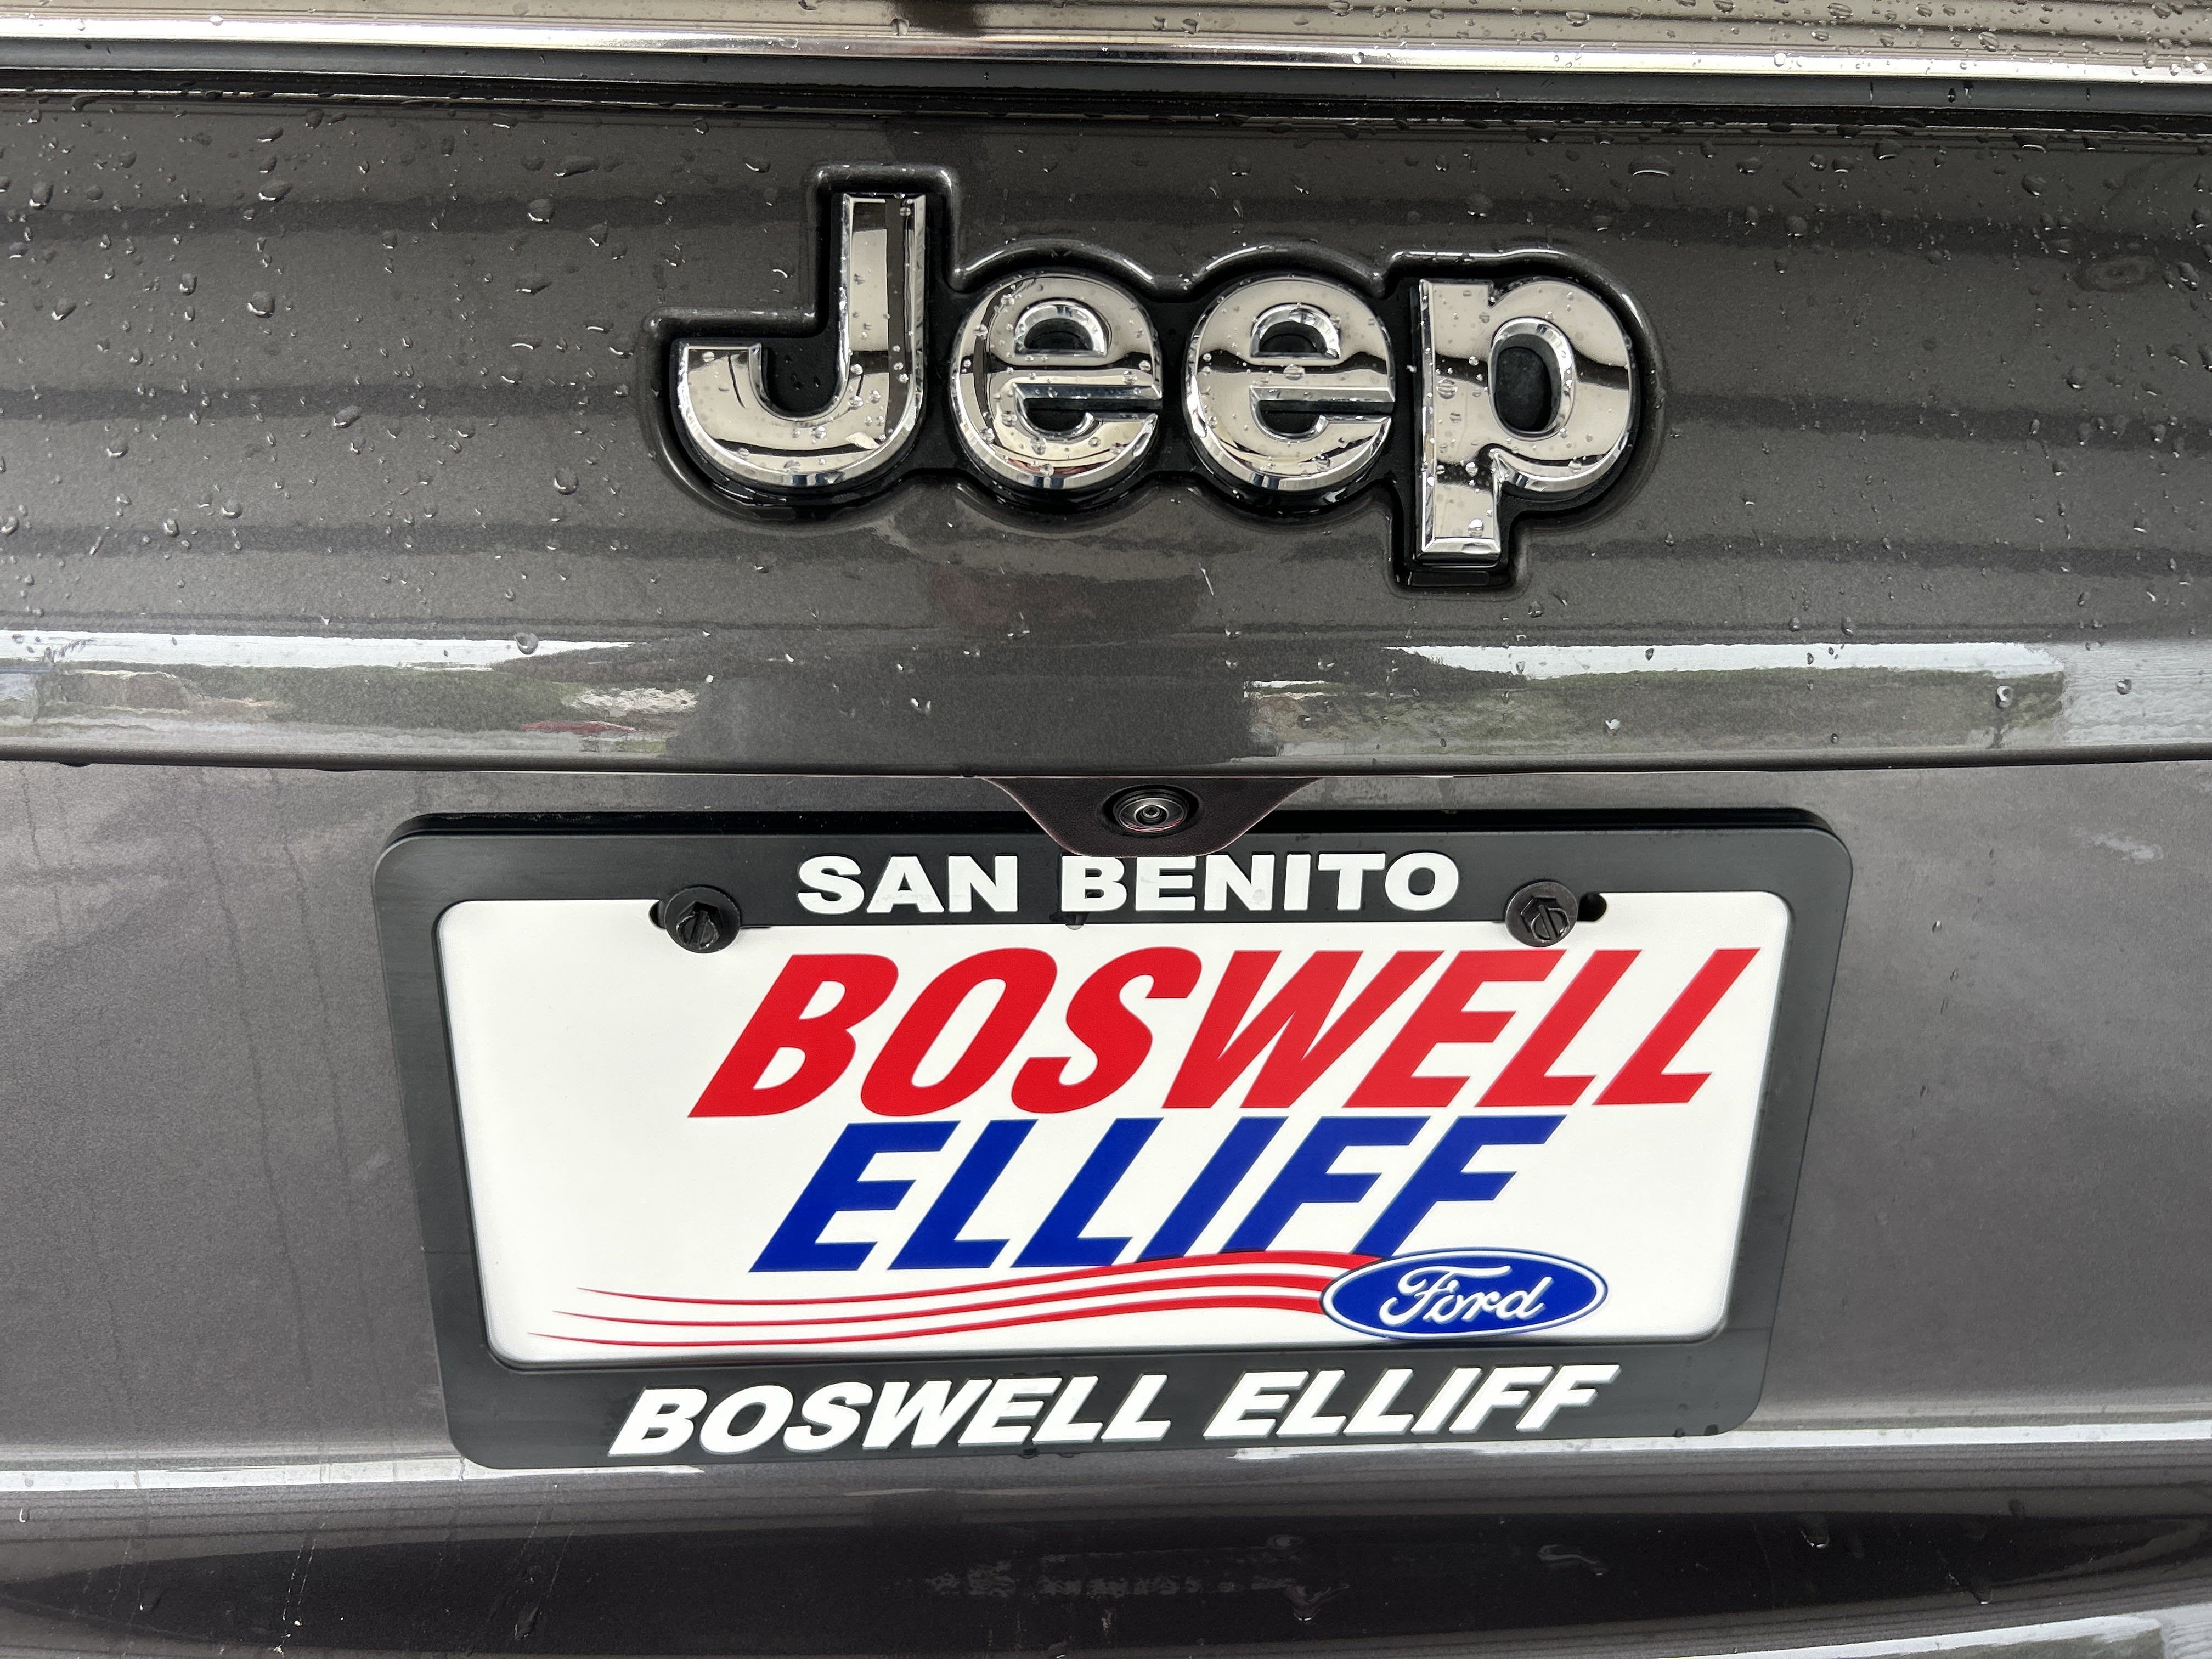 Jeep
SAN BENITO
BOSWELL
ELLIFF
Ford
BOSWELL ELLIFF